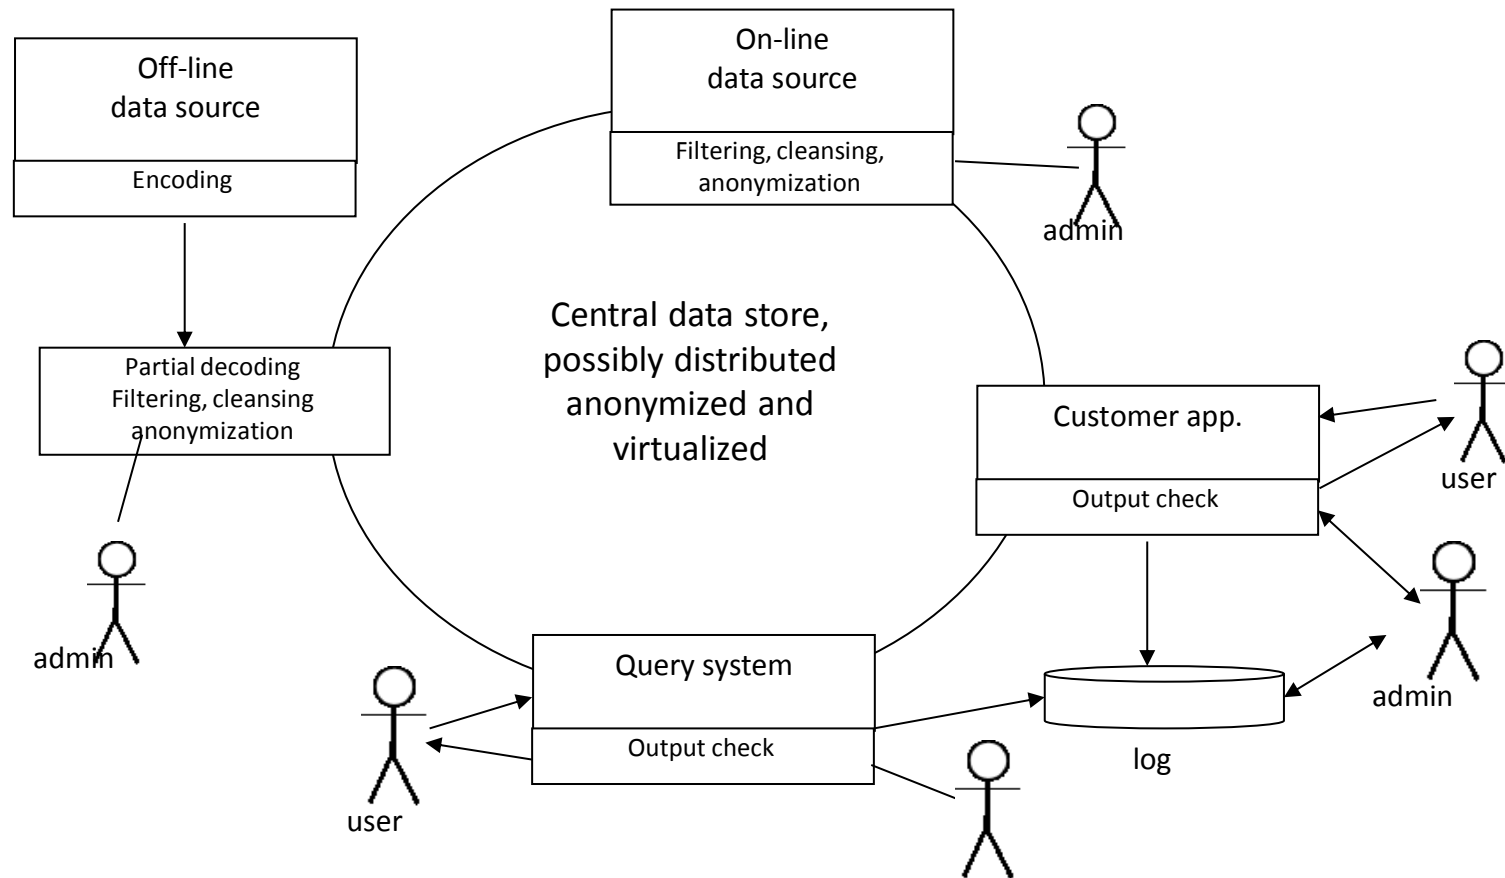 Off-line
data source
Encoding
On-line
data source
Filtering, cleansing,
anonymization
admin
Central data store,
possibly distributed
anonymized and
virtualized
Partial decoding
Filtering, cleansing
anonymization
admin
Customer app.
Output check
user
admin
Query system
Output check
user
log